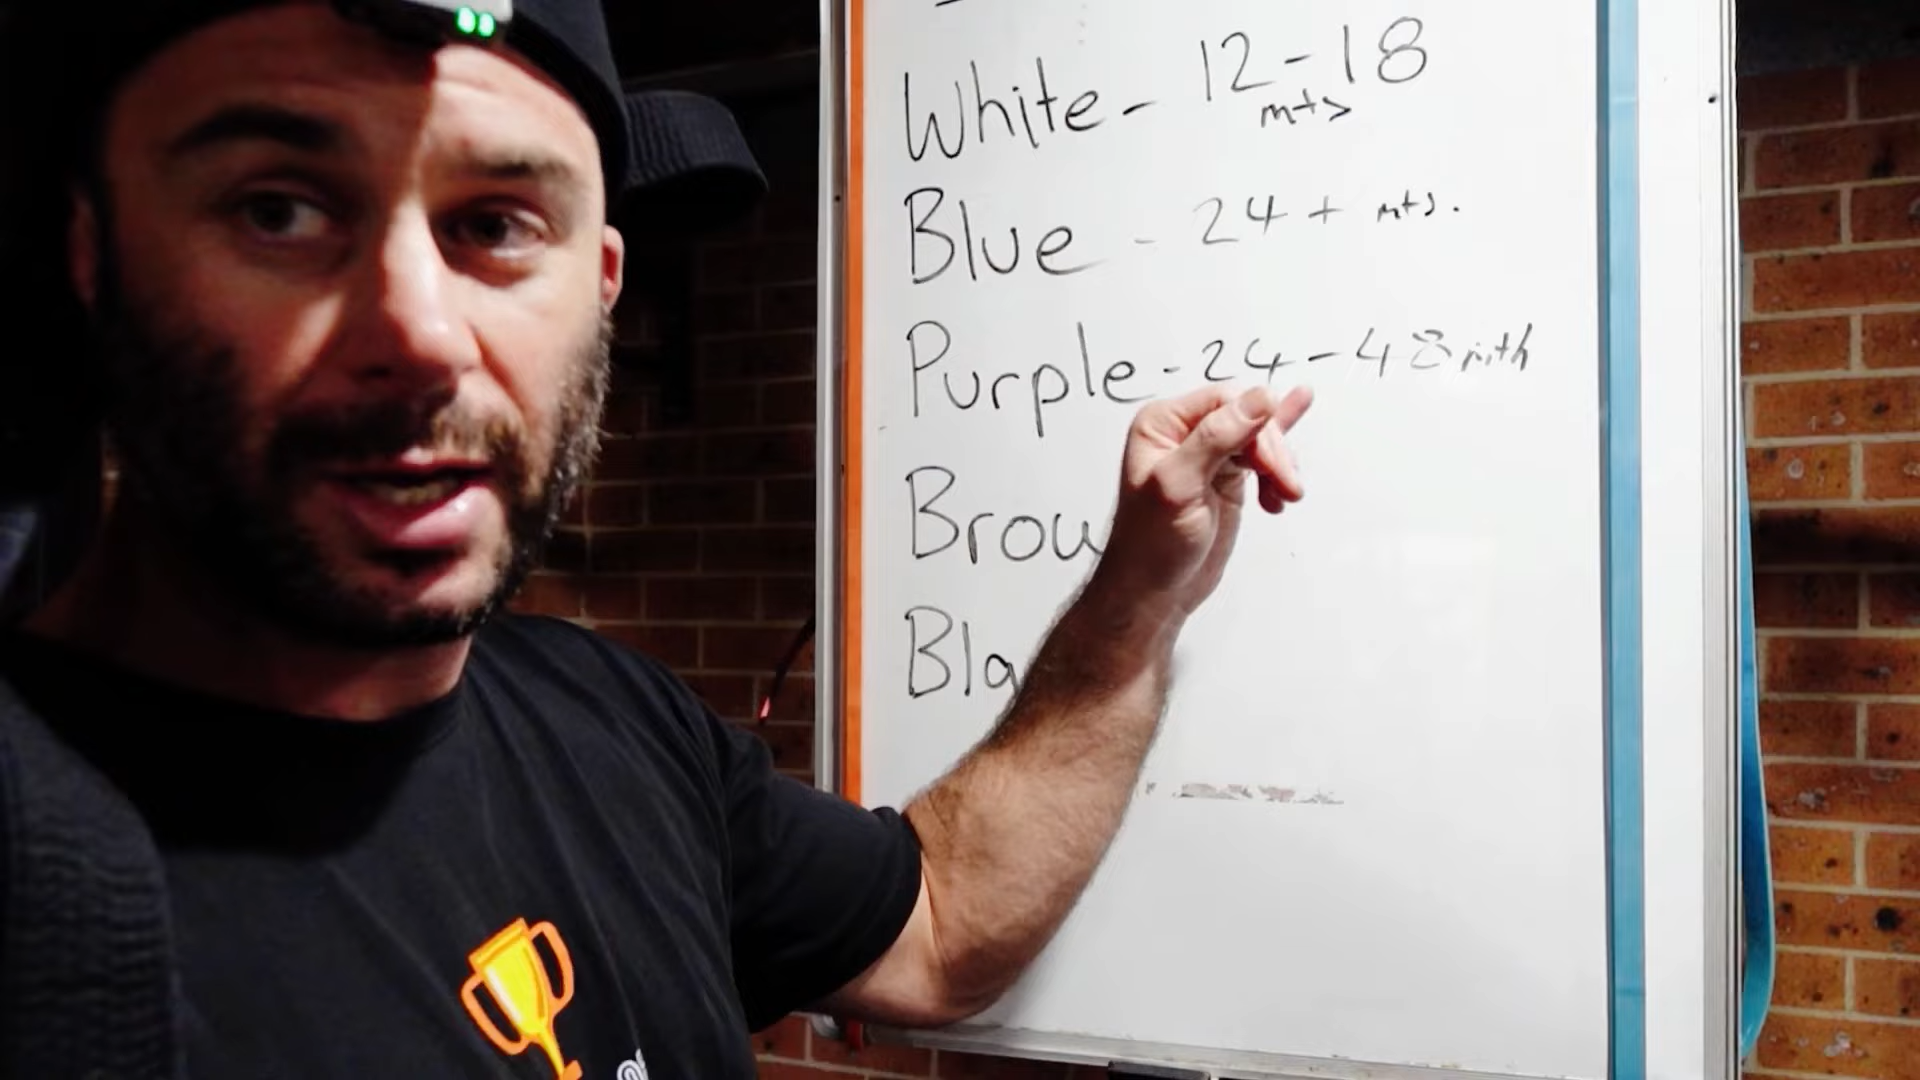 White - 12-18
mts
Blue - 24+ mts.
Purple - 24-48 mth
Brow
Bla